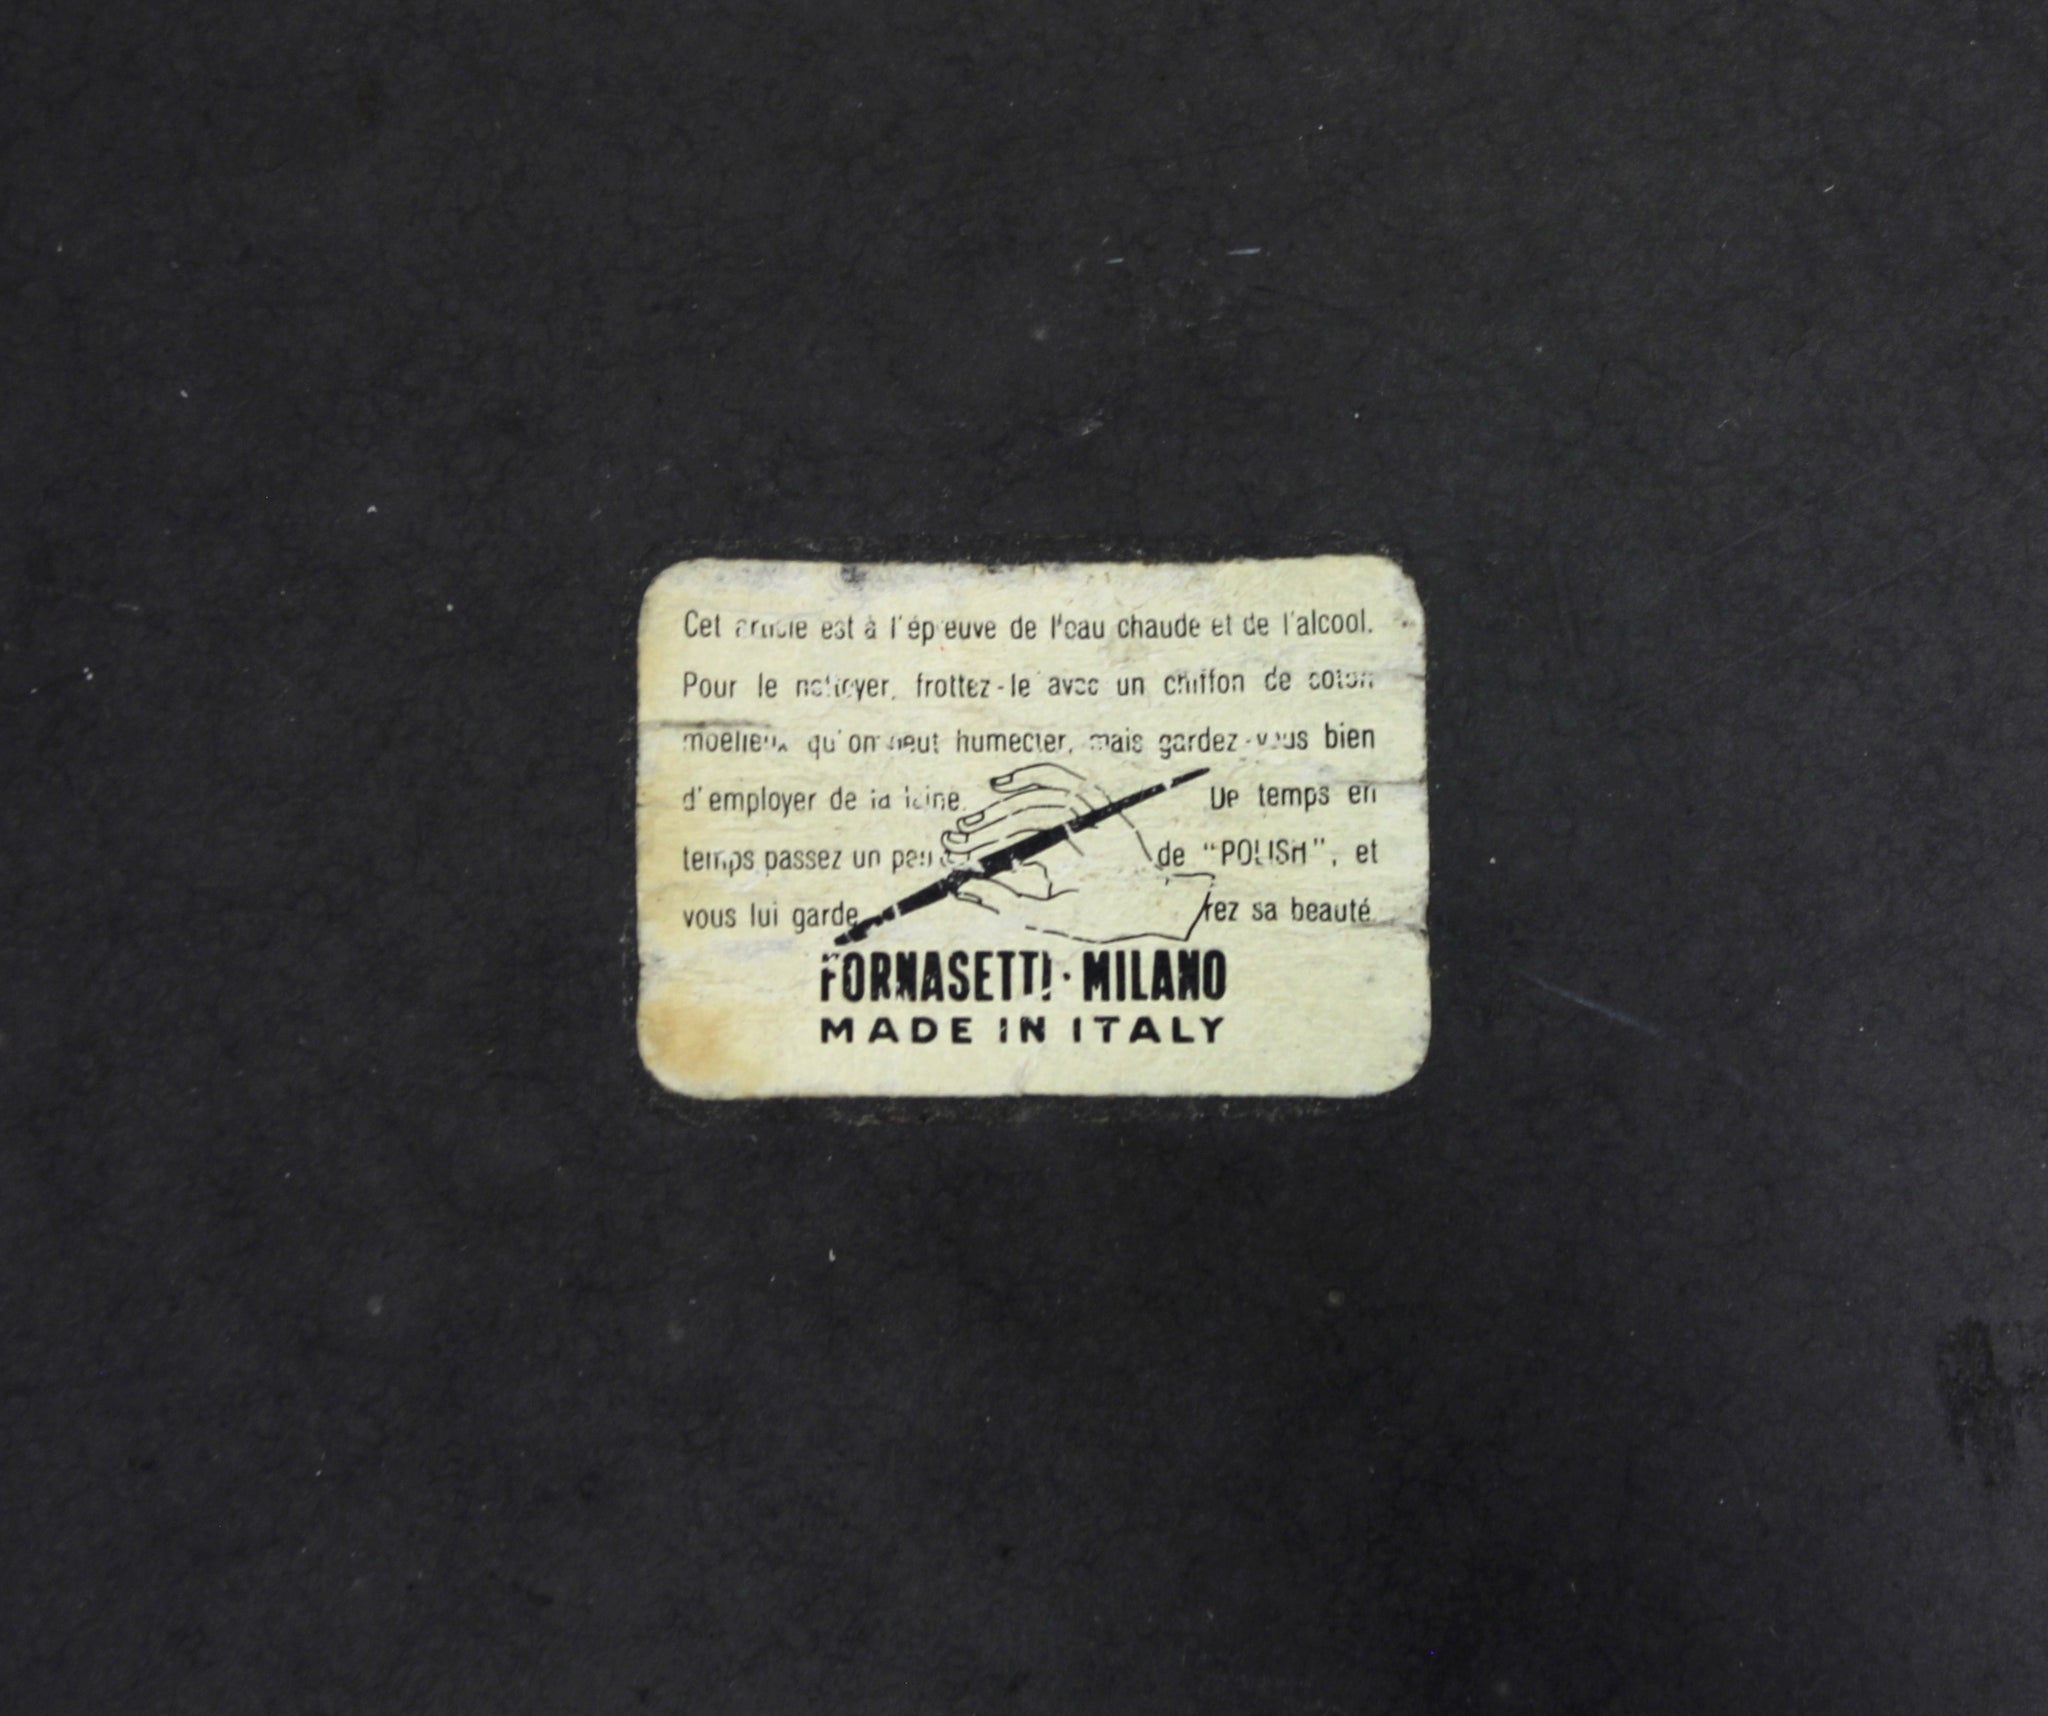 Cet article est à l'épreuve de l'eau chaude et de l'alcool.
Pour le nettoyer, frottez-le avec un chiffon de coton
moelleux qu'on peut humecter, mais gardez-vous bien
d'employer de la laine. De temps en
temps passez un peu de "POLISH", et
vous lui garde rez sa beauté
FORNASETTI · MILANO
MADE IN ITALY